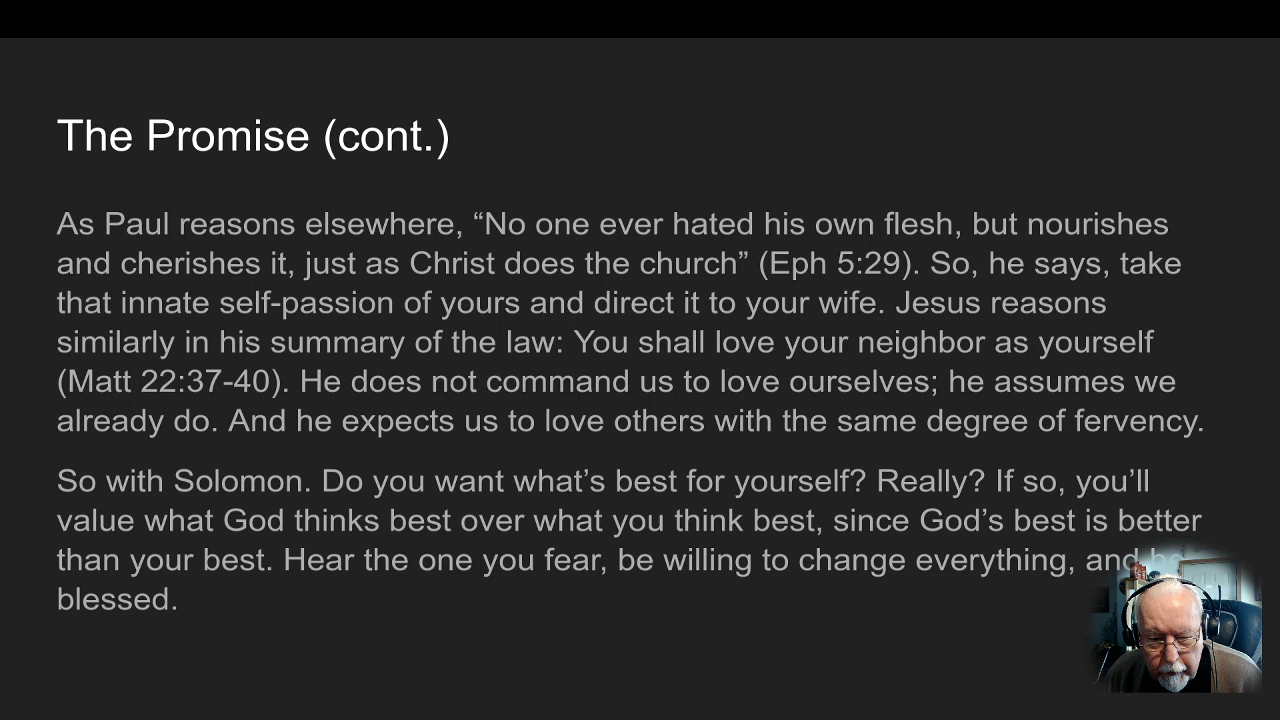 The Promise (cont.)
As Paul reasons elsewhere, “No one ever hated his own flesh, but nourishes
and cherishes it, just as Christ does the church” (Eph 5:29). So, he says, take
that innate self-passion of yours and direct it to your wife. Jesus reasons
similarly in his summary of the law: You shall love your neighbor as yourself
(Matt 22:37-40). He does not command us to love ourselves; he assumes we
already do. And he expects us to love others with the same degree of fervency.
So with Solomon. Do you want what’s best for yourself? Really? If so, you’ll
value what God thinks best over what you think best, since God’s best is better
than your best. Hear the one you fear, be willing to change everything, and be
blessed.